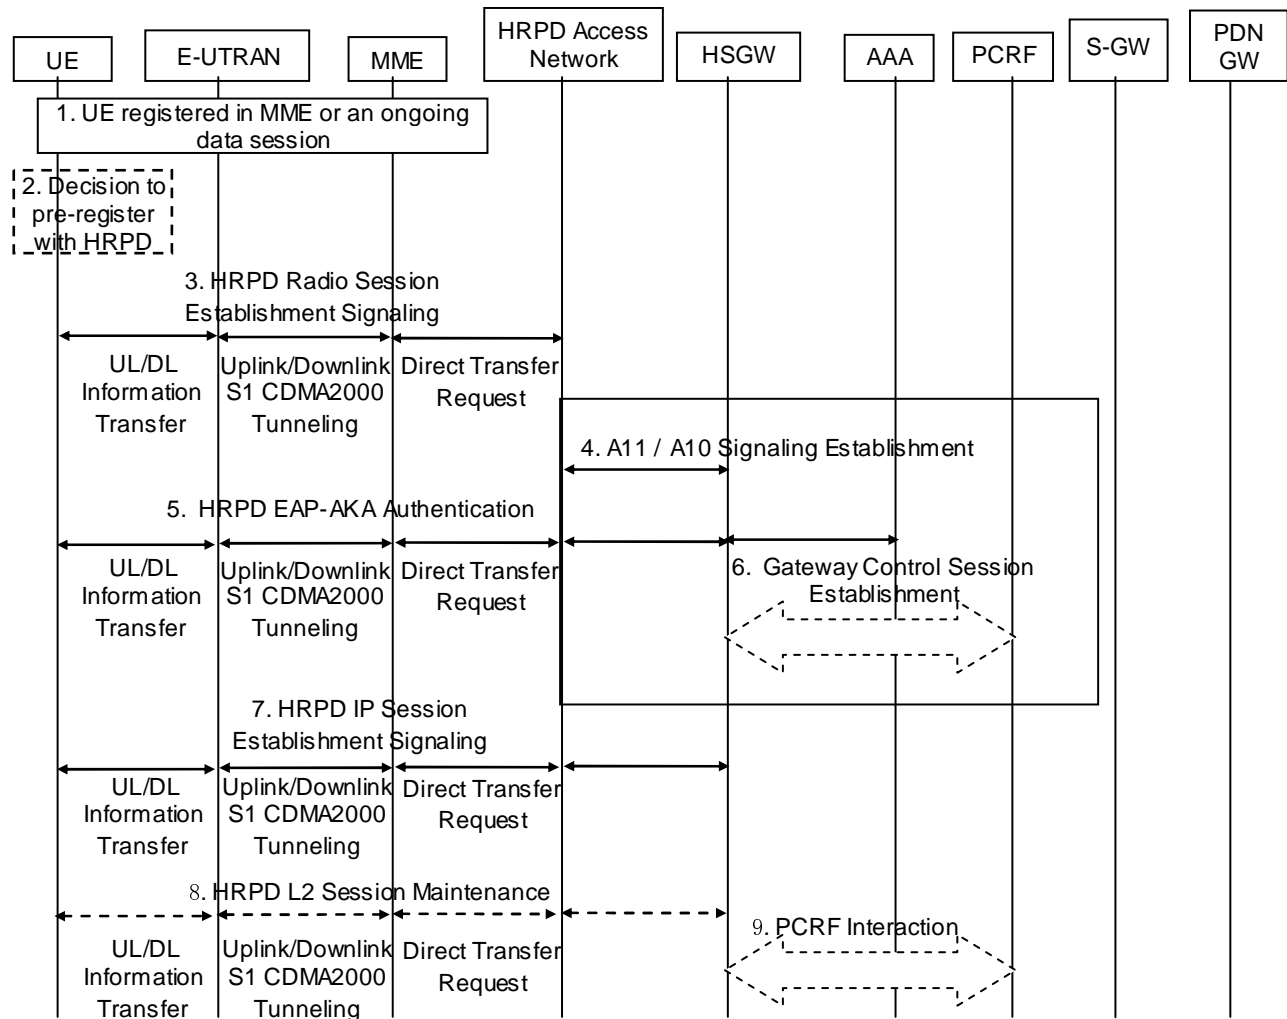 UE
E-UTRAN
MME
HRPD Access
Network
HSGW
AAA
PCRF
S-GW
PDN
GW
1. UE registered in MME or an ongoing
data session
2. Decision to
pre-register
with HRPD
3. HRPD Radio Session
Establishment Signaling
UL/DL
Information
Transfer
Uplink/Downlink
S1 CDMA2000
Tunneling
Direct Transfer
Request
4. A11 / A10 Signaling Establishment
5. HRPD EAP-AKA Authentication
UL/DL
Information
Transfer
Uplink/Downlink
S1 CDMA2000
Tunneling
Direct Transfer
Request
6. Gateway Control Session
Establishment
7. HRPD IP Session
Establishment Signaling
UL/DL
Information
Transfer
Uplink/Downlink
S1 CDMA2000
Tunneling
Direct Transfer
Request
8. HRPD L2 Session Maintenance
UL/DL
Information
Transfer
Uplink/Downlink
S1 CDMA2000
Tunneling
Direct Transfer
Request
9. PCRF Interaction